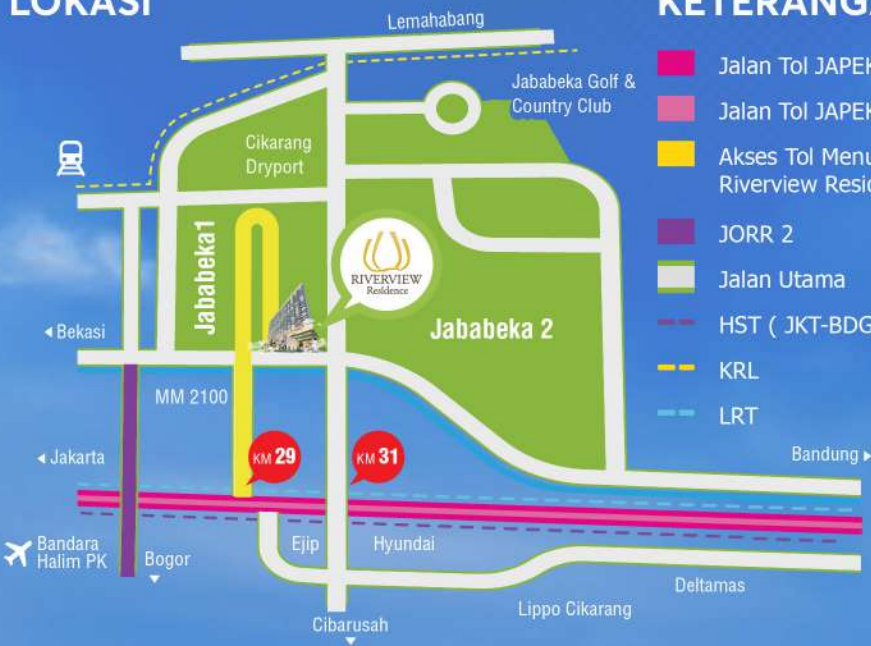 LOKASI
Lemahabang
Jababeka Golf &
Country Club
Cikarang
Dryport
Jababeka1
RIVERVIEW
Residence
Jababeka 2
◂ Bekasi
MM 2100
◂ Jakarta
KM 29
KM 31
Bandung ▸
Bandara
Halim PK
Bogor
Ejip
Hyundai
Deltamas
Lippo Cikarang
Cibarusah
KETERANGA
Jalan Tol JAPEK
Jalan Tol JAPEK
Akses Tol Menu
Riverview Resid
JORR 2
Jalan Utama
HST ( JKT-BDG
KRL
LRT